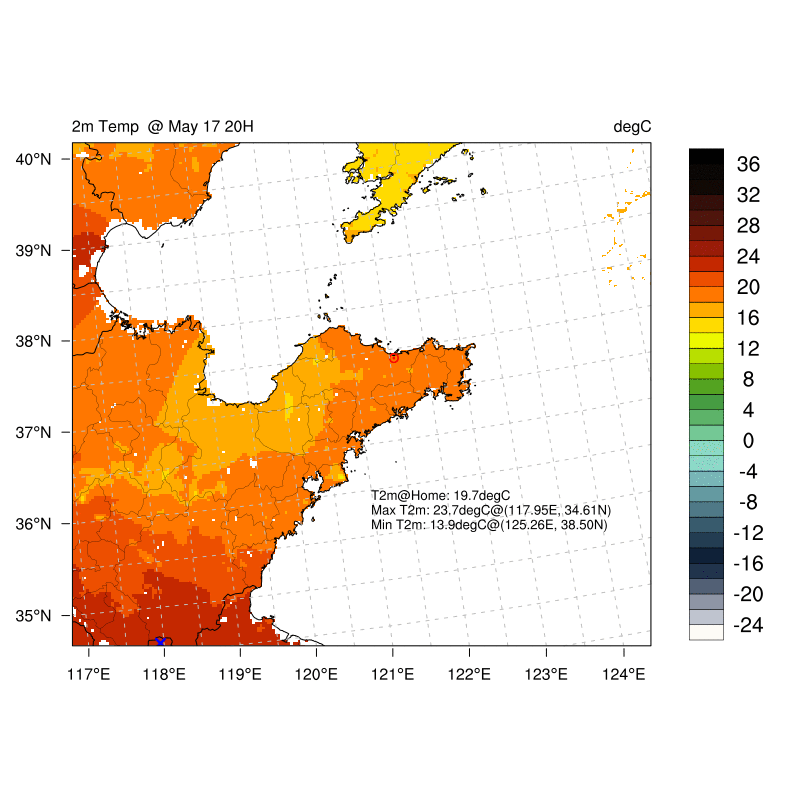 2m Temp @ May 17 20H
degC
40°N
39°N
38°N
37°N
36°N
35°N
117°E
118°E
119°E
120°E
121°E
122°E
123°E
124°E
T2m@Home: 19.7degC
Max T2m: 23.7degC@(117.95E, 34.61N)
Min T2m: 13.9degC@(125.26E, 38.50N)
36
32
28
24
20
16
12
8
4
0
-4
-8
-12
-16
-20
-24